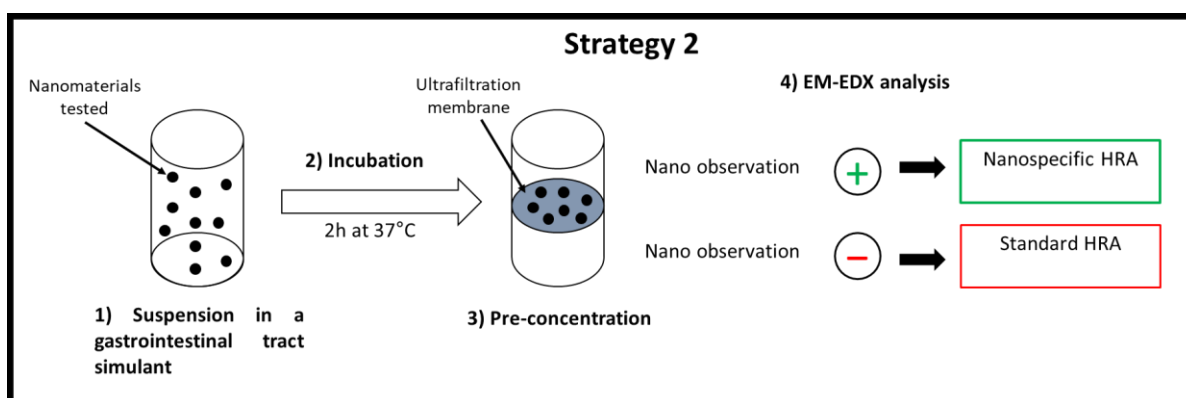 Strategy 2
Nanomaterials
tested
2) Incubation
2h at 37°C
Ultrafiltration
membrane
4) EM-EDX analysis
Nano observation
+
Nanospecific HRA
Nano observation
−
Standard HRA
1) Suspension in a
gastrointestinal tract
simulant
3) Pre-concentration